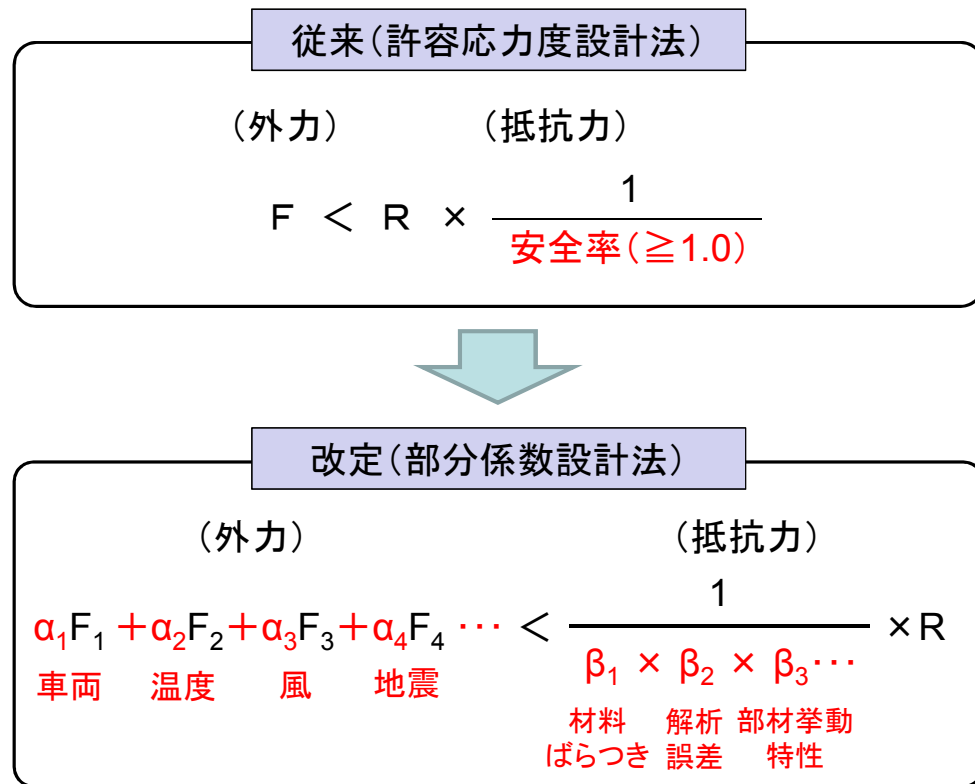 従来（許容応力度設計法）
（外力） （抵抗力）
1
Ｆ ＜ Ｒ ×
安全率（≧1.0）
改定（部分係数設計法）
（外力） （抵抗力）
1
α₁F₁ ＋α₂F₂＋α₃F₃＋α₄F₄ ⋯ ＜ ×R
β₁ × β₂ × β₃⋯
車両 温度 風 地震
材料 解析 部材挙動
ばらつき 誤差 特性